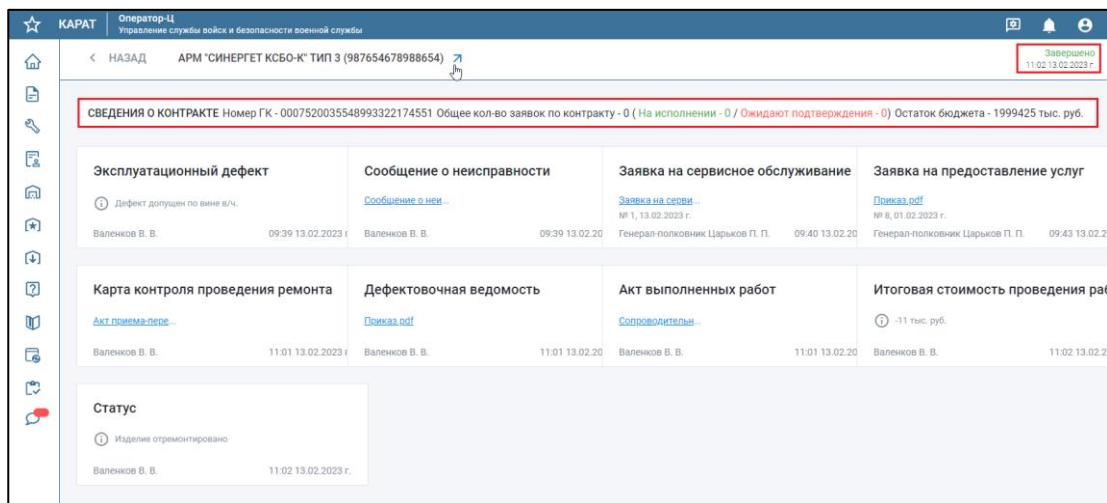 КАРАТ
Оператор-Ц
Управление службы войск и безопасности военной службы
НАЗАД
АРМ "СИНЕРГЕТ КСБО-К" ТИП 3 (987654678988654)
Завершено
11:02 13.02.2023 г.
СВЕДЕНИЯ О КОНТРАКТЕ Номер ГК - 0007520035548993322174551 Общее кол-во заявок по контракту - 0 ( На исполнении - 0 / Ожидают подтверждения - 0) Остаток бюджета - 1999425 тыс. руб.
Эксплуатационный дефект
Дефект допущен по вине в/ч.
Валенков В. В. 09:39 13.02.2023 г
Сообщение о неисправности
Сообщение о неи...
Валенков В. В. 09:39 13.02.20
Заявка на сервисное обслуживание
Заявка на серви...
№ 1, 13.02.2023 г.
Генерал-полковник Царьков П. П. 09:40 13.02.20
Заявка на предоставление услуг
Приказ.pdf
№ 8, 01.02.2023 г.
Генерал-полковник Царьков П. П. 09:43 13.02.2
Карта контроля проведения ремонта
Акт приема-пере...
Валенков В. В. 11:01 13.02.2023 г
Дефектовочная ведомость
Приказ.pdf
Валенков В. В. 11:01 13.02.20
Акт выполненных работ
Сопроводительн...
Валенков В. В. 11:01 13.02.20
Итоговая стоимость проведения раб
-11 тыс. руб.
Валенков В. В. 11:02 13.02.2
Статус
Изделие отремонтировано
Валенков В. В. 11:02 13.02.2023 г.